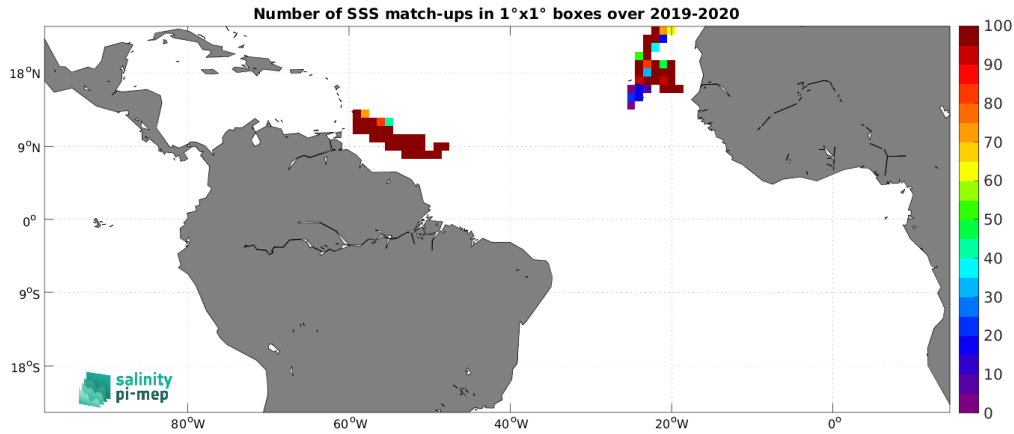 Number of SSS match-ups in 1°x1° boxes over 2019-2020
18°N
9°N
0°
9°S
18°S
80°W
60°W
40°W
20°W
0°
100
90
80
70
60
50
40
30
20
10
0
salinity
pi-mep